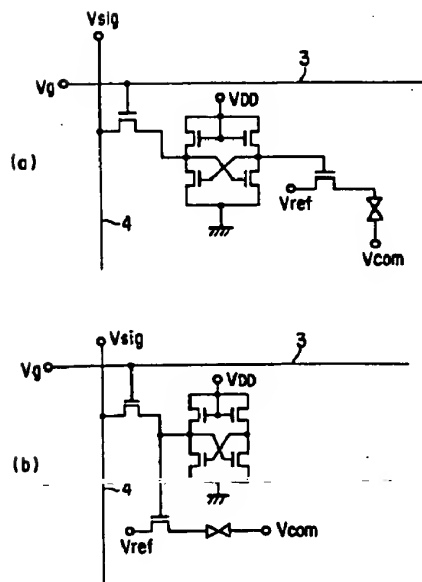 Vsig
3
Vg
VDD
(a)
Vref
4
Vcom
Vsig
3
Vg
VDD
(b)
4
Vref
Vcom